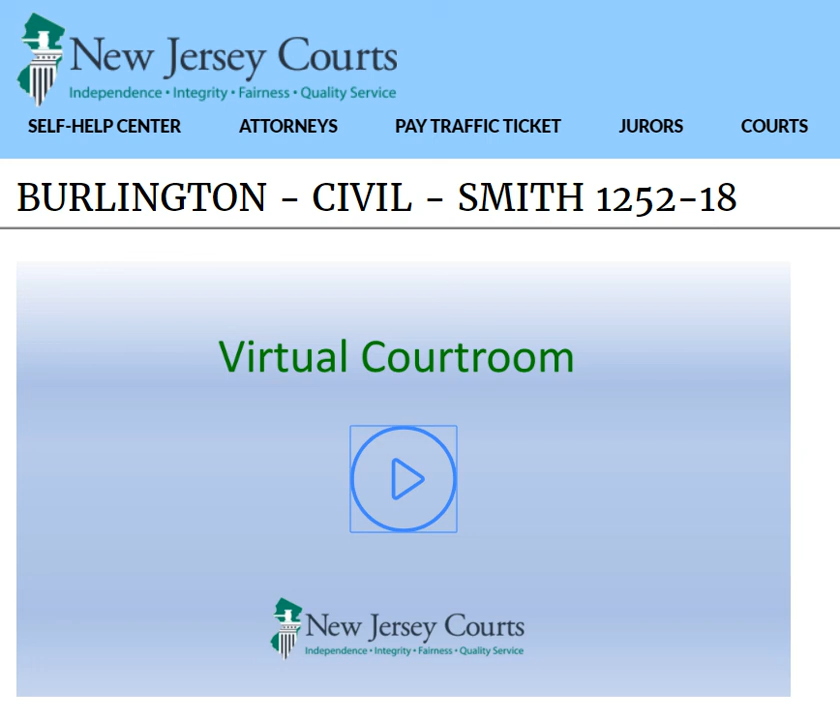 New Jersey Courts
Independence • Integrity • Fairness • Quality Service
SELF-HELP CENTER ATTORNEYS PAY TRAFFIC TICKET JURORS COURTS
BURLINGTON - CIVIL - SMITH 1252-18
Virtual Courtroom
New Jersey Courts
Independence • Integrity • Fairness • Quality Service